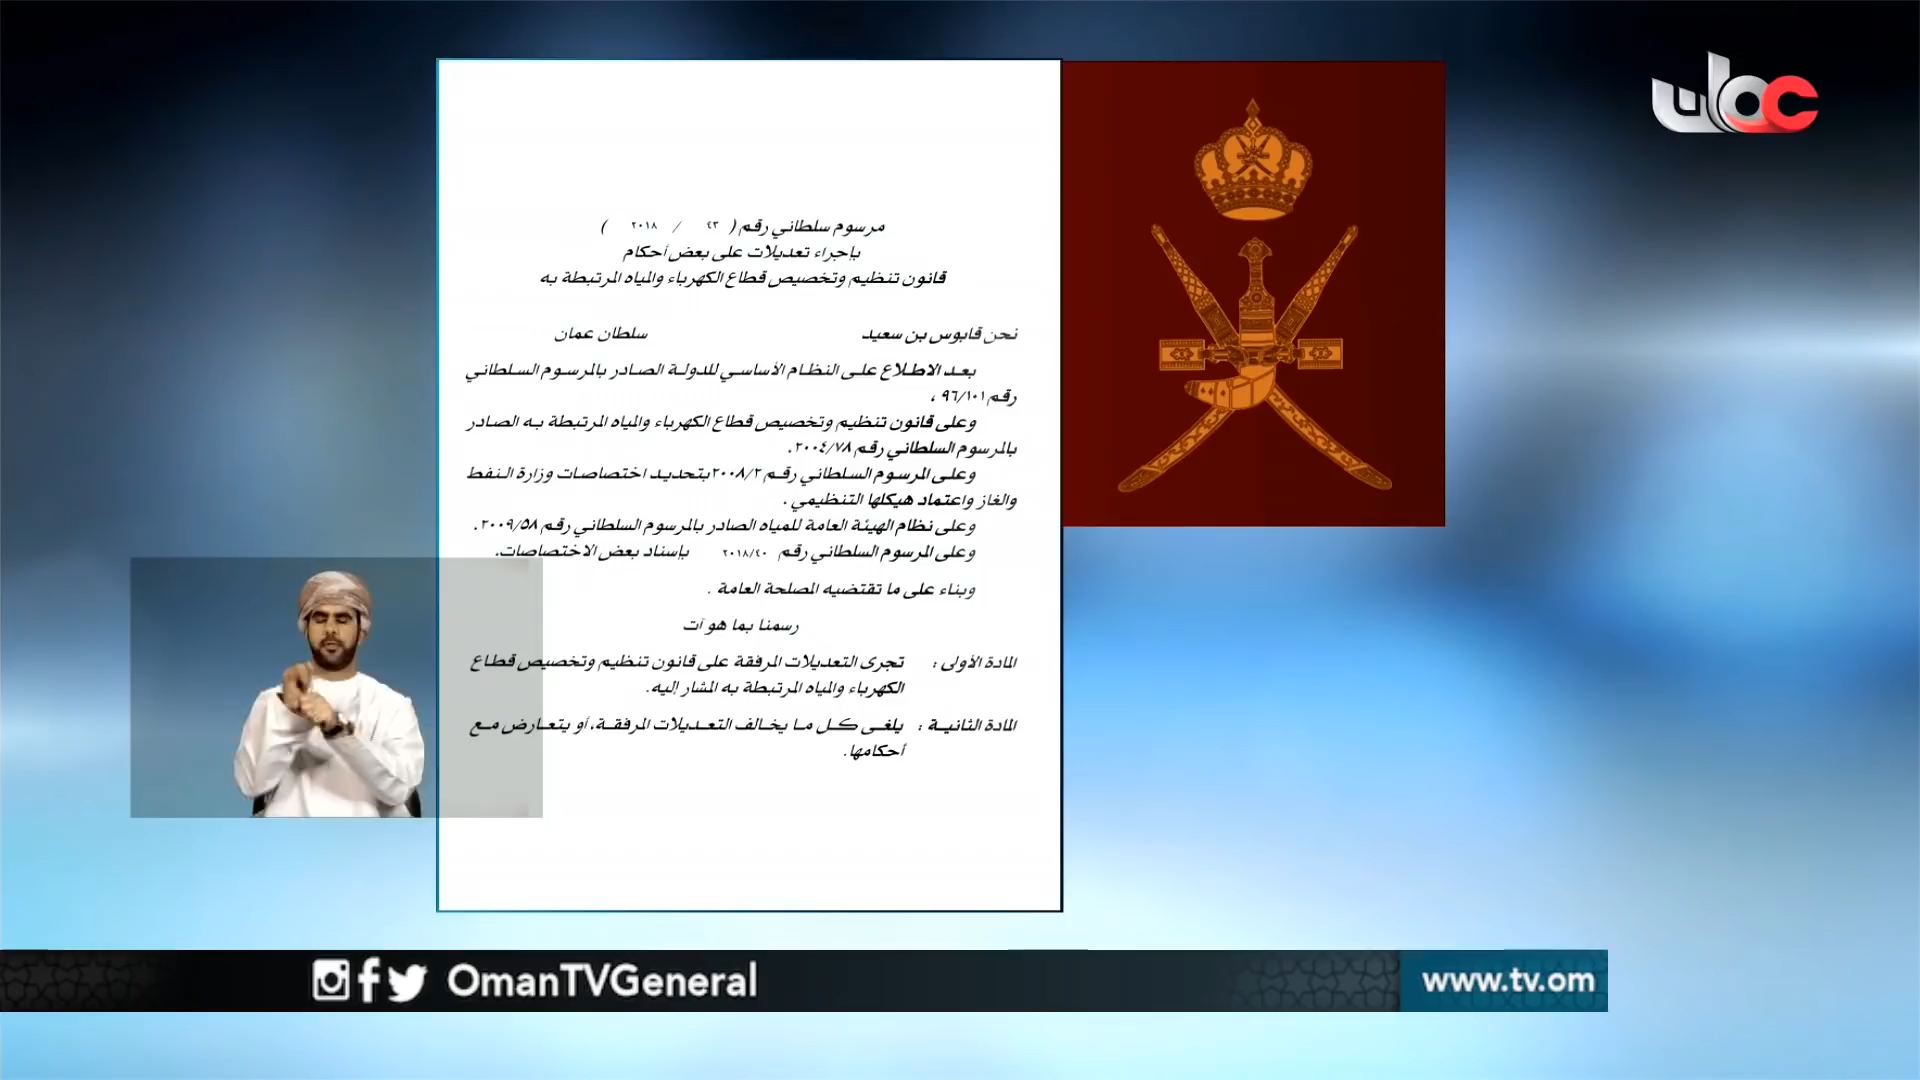 عمان
مرسوم سلطاني رقم ( ٤٣ / ٢٠١٨ )
بإجراء تعديلات على بعض أحكام
قانون تنظيم وتخصيص قطاع الكهرباء والمياه المرتبطة به
نحن قابوس بن سعيد سلطان عمان
بعد الاطلاع على النظام الأساسي للدولة الصادر بالمرسوم السلطاني
رقم ٩٦/١٠١ ،
وعلى قانون تنظيم وتخصيص قطاع الكهرباء والمياه المرتبطة به الصادر
بالمرسوم السلطاني رقم ٢٠٠٤/٧٨،
وعلى المرسوم السلطاني رقم ٢٠٠٨/٢ بتحديد اختصاصات وزارة النفط
والغاز واعتماد هيكلها التنظيمي ،
وعلى نظام الهيئة العامة للمياه الصادر بالمرسوم السلطاني رقم ٢٠٠٩/٥٨،
وعلى المرسوم السلطاني رقم ٢٠١٨/٤٠ بإسناد بعض الاختصاصات،
وبناء على ما تقتضيه المصلحة العامة .
رسمنا بما هو آت
المادة الأولى : تجرى التعديلات المرفقة على قانون تنظيم وتخصيص قطاع
الكهرباء والمياه المرتبطة به المشار إليه.
المادة الثانية : يلغى كل ما يخالف التعديلات المرفقة، أو يتعارض مع
أحكامها.
OmanTVGeneral
www.tv.om